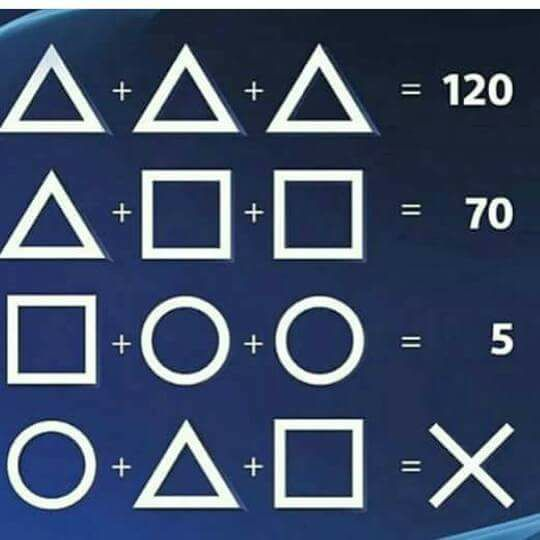 △ + △ + △ = 120
△ + □ + □ = 70
□ + ○ + ○ = 5
○ + △ + □ = ×